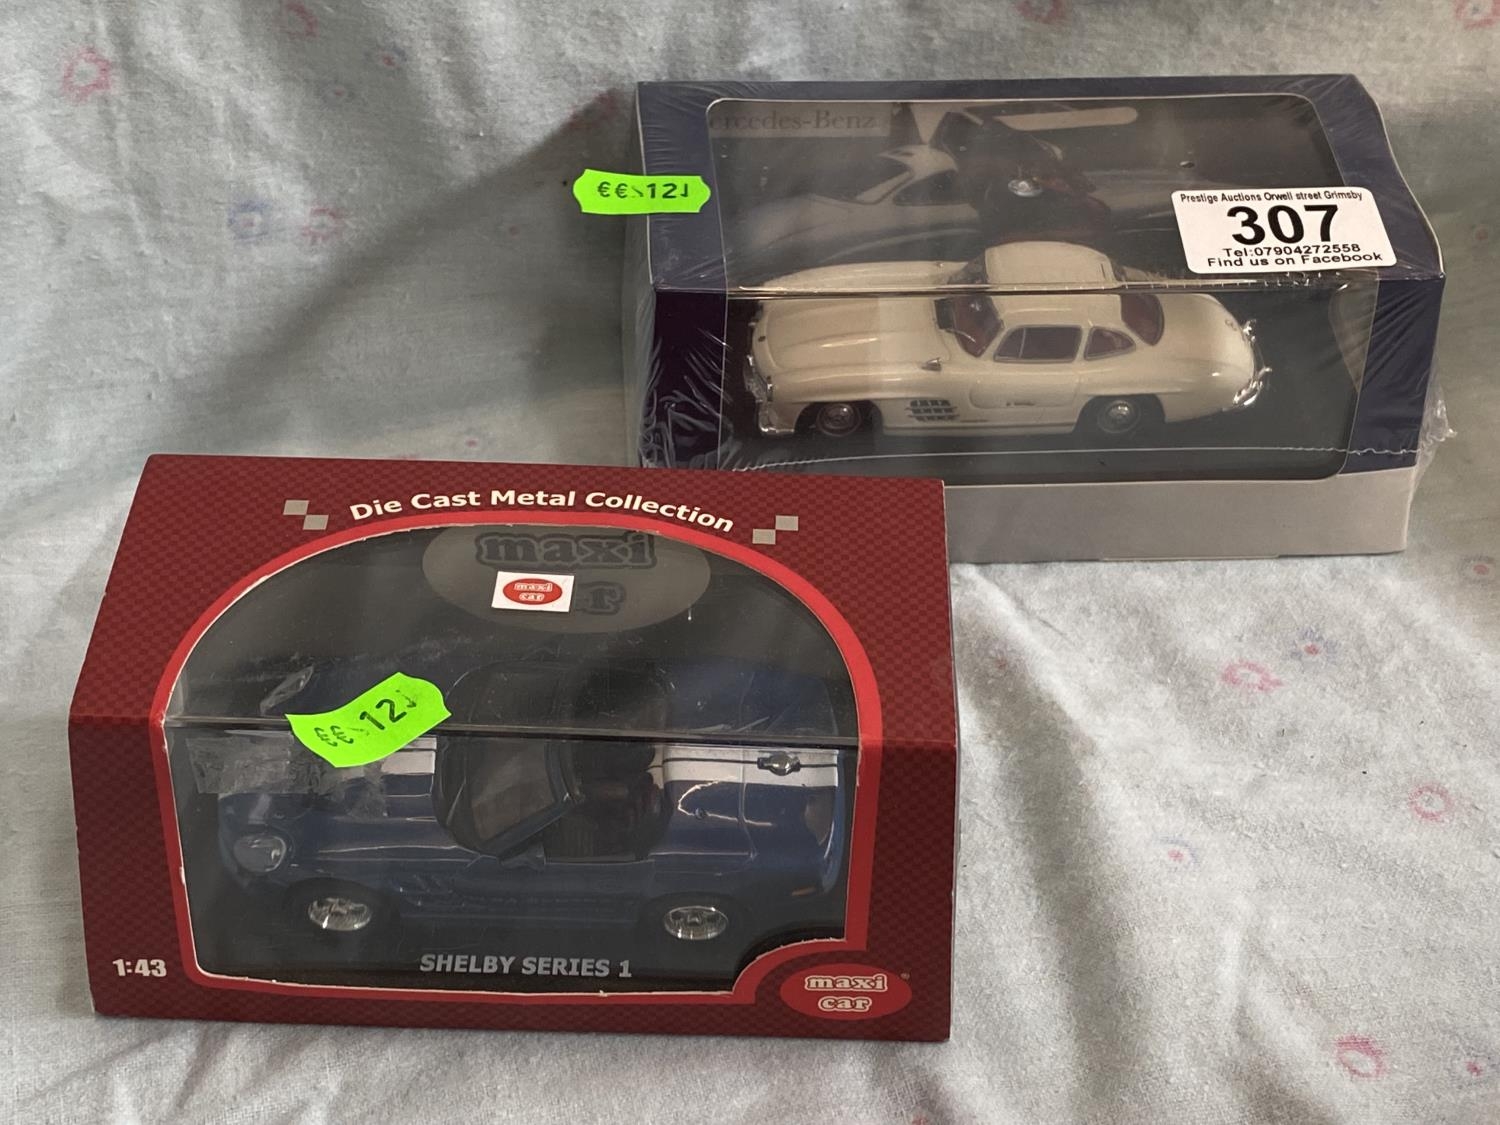 ercedes-Benz
€€ 12
Prestige Auctions Orwell street Grimsby
307
Tel:07904272558
Find us on Facebook
Die Cast Metal Collection
maxi
maxi
car
€€ 12
SHELBY SERIES 1
1:43
maxi
car